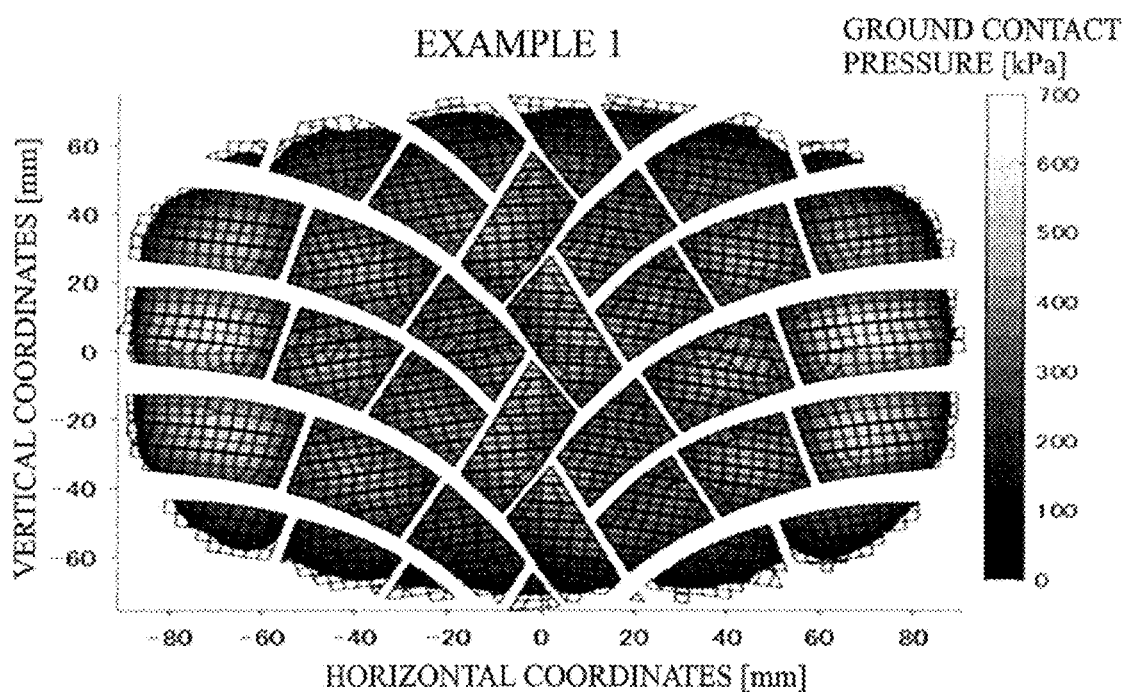 EXAMPLE 1
GROUND CONTACT
PRESSURE [kPa]
700
600
500
400
300
200
100
0
VERTICAL COORDINATES [mm]
60
40
20
0
-20
-40
-60
-80 -60 -40 -20 0 20 40 60 80
HORIZONTAL COORDINATES [mm]